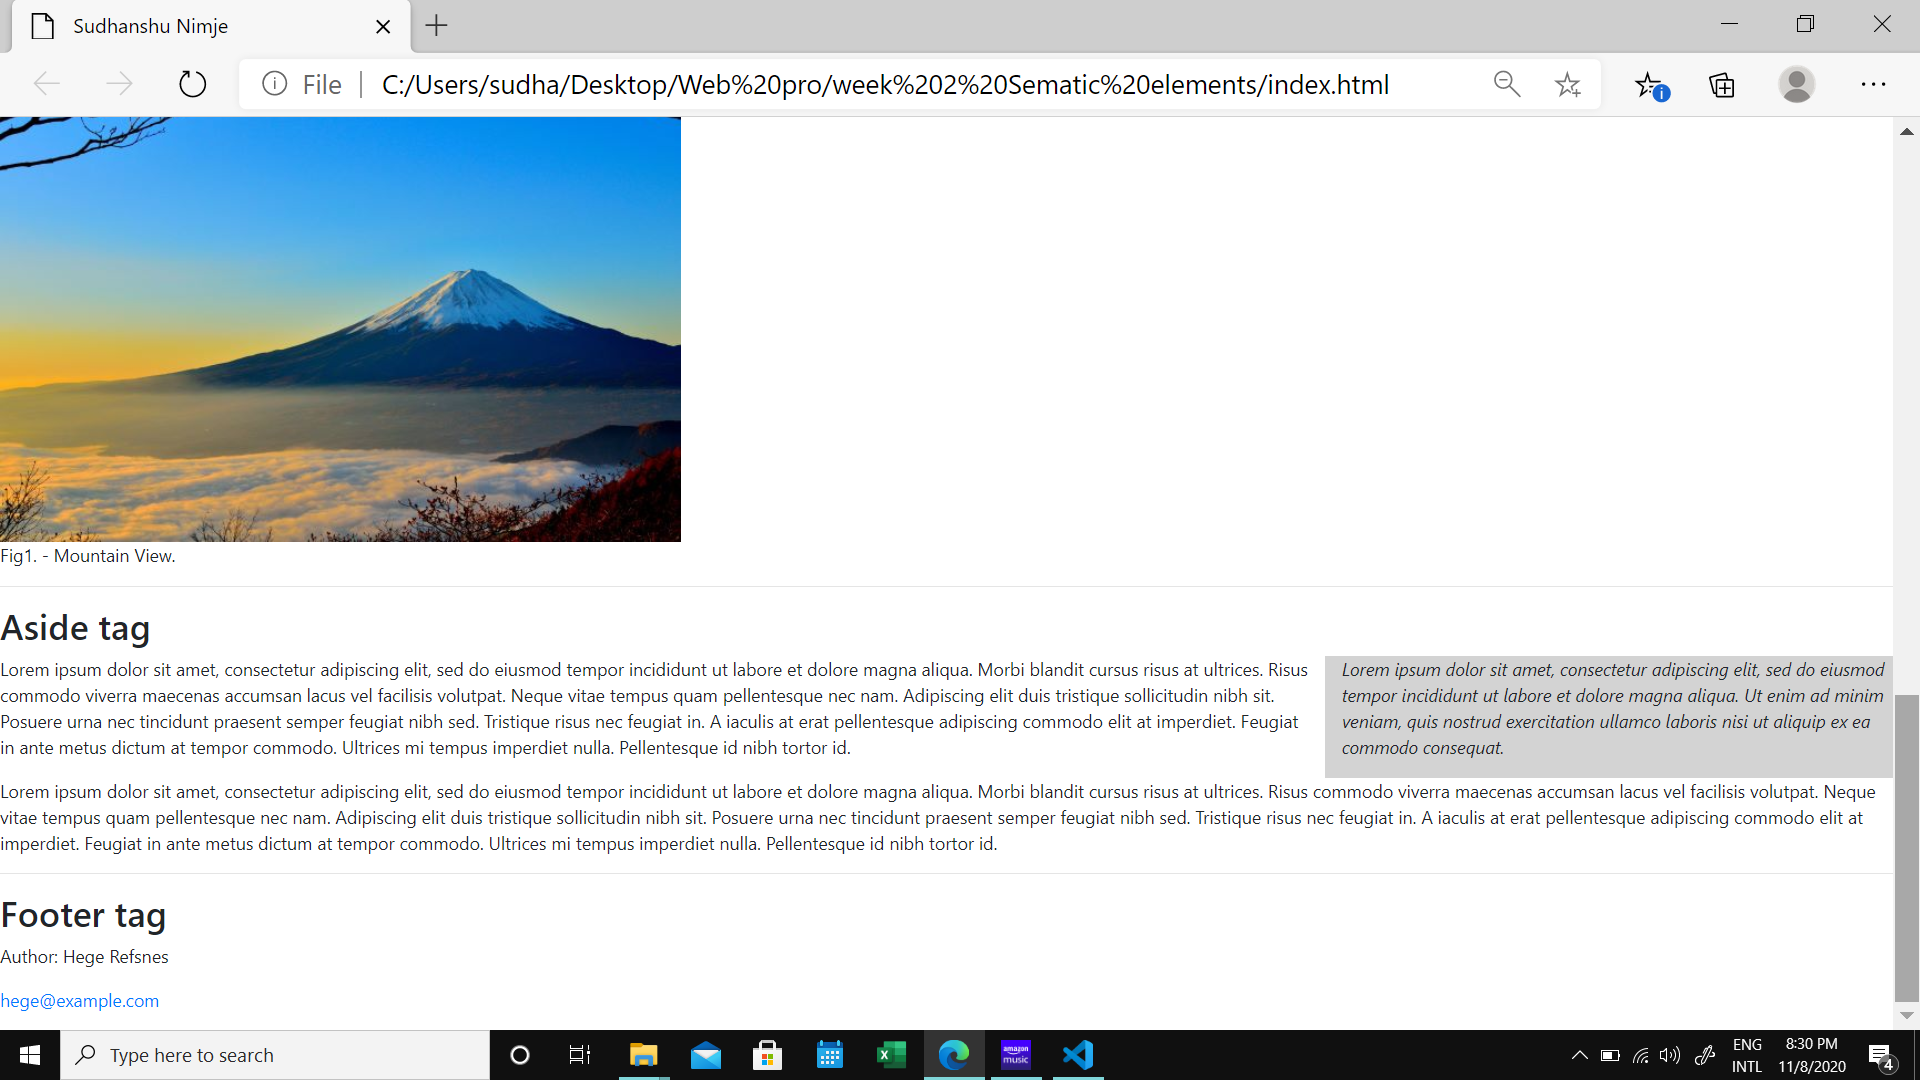 Sudhanshu Nimje
File
C:/Users/sudha/Desktop/Web%20pro/week%202%20Sematic%20elements/index.html
Fig1. - Mountain View.
Aside tag
Lorem ipsum dolor sit amet, consectetur adipiscing elit, sed do eiusmod tempor incididunt ut labore et dolore magna aliqua. Morbi blandit cursus risus at ultrices. Risus
commodo viverra maecenas accumsan lacus vel facilisis volutpat. Neque vitae tempus quam pellentesque nec nam. Adipiscing elit duis tristique sollicitudin nibh sit.
Posuere urna nec tincidunt praesent semper feugiat nibh sed. Tristique risus nec feugiat in. A iaculis at erat pellentesque adipiscing commodo elit at imperdiet. Feugiat
in ante metus dictum at tempor commodo. Ultrices mi tempus imperdiet nulla. Pellentesque id nibh tortor id.
Lorem ipsum dolor sit amet, consectetur adipiscing elit, sed do eiusmod
tempor incididunt ut labore et dolore magna aliqua. Ut enim ad minim
veniam, quis nostrud exercitation ullamco laboris nisi ut aliquip ex ea
commodo consequat.
Lorem ipsum dolor sit amet, consectetur adipiscing elit, sed do eiusmod tempor incididunt ut labore et dolore magna aliqua. Morbi blandit cursus risus at ultrices. Risus commodo viverra maecenas accumsan lacus vel facilisis volutpat. Neque
vitae tempus quam pellentesque nec nam. Adipiscing elit duis tristique sollicitudin nibh sit. Posuere urna nec tincidunt praesent semper feugiat nibh sed. Tristique risus nec feugiat in. A iaculis at erat pellentesque adipiscing commodo elit at
imperdiet. Feugiat in ante metus dictum at tempor commodo. Ultrices mi tempus imperdiet nulla. Pellentesque id nibh tortor id.
Footer tag
Author: Hege Refsnes
hege@example.com
Type here to search
amazon
music
ENG
INTL
8:30 PM
11/8/2020
4